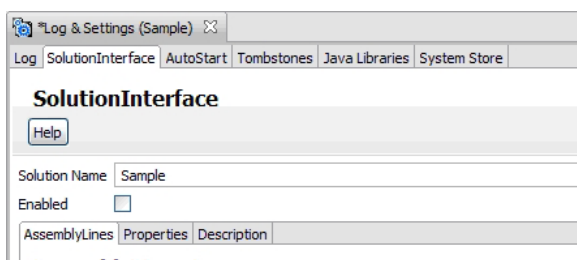 *Log & Settings (Sample)
Log SolutionInterface AutoStart Tombstones Java Libraries System Store
SolutionInterface
Help
Solution Name Sample
Enabled
AssemblyLines Properties Description